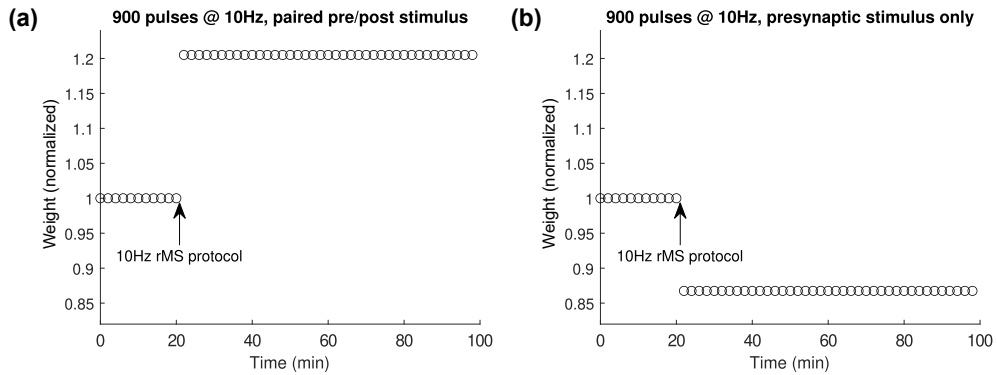 (a)
900 pulses @ 10Hz, paired pre/post stimulus
Weight (normalized)
1.2
1.15
1.1
1.05
1
0.95
0.9
0.85
10Hz rMS protocol
0 20 40 60 80 100
Time (min)
(b)
900 pulses @ 10Hz, presynaptic stimulus only
Weight (normalized)
1.2
1.15
1.1
1.05
1
0.95
0.9
0.85
10Hz rMS protocol
0 20 40 60 80 100
Time (min)